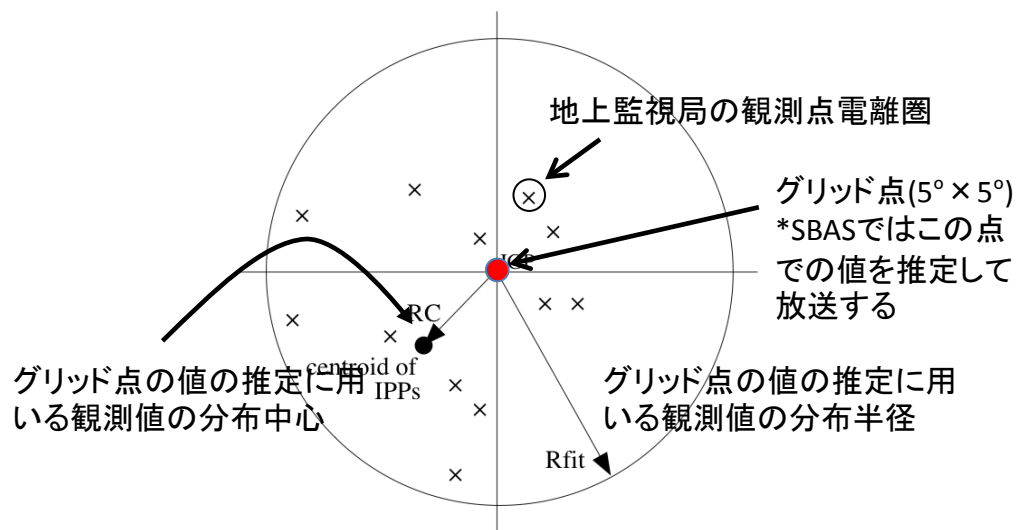 地上監視局の観測点電離圏
グリッド点(5°×5°)
*SBASではこの点
での値を推定して
放送する
IGP
RC
centroid of
IPPs
グリッド点の値の推定に用
いる観測値の分布中心
グリッド点の値の推定に用
いる観測値の分布半径
Rfit